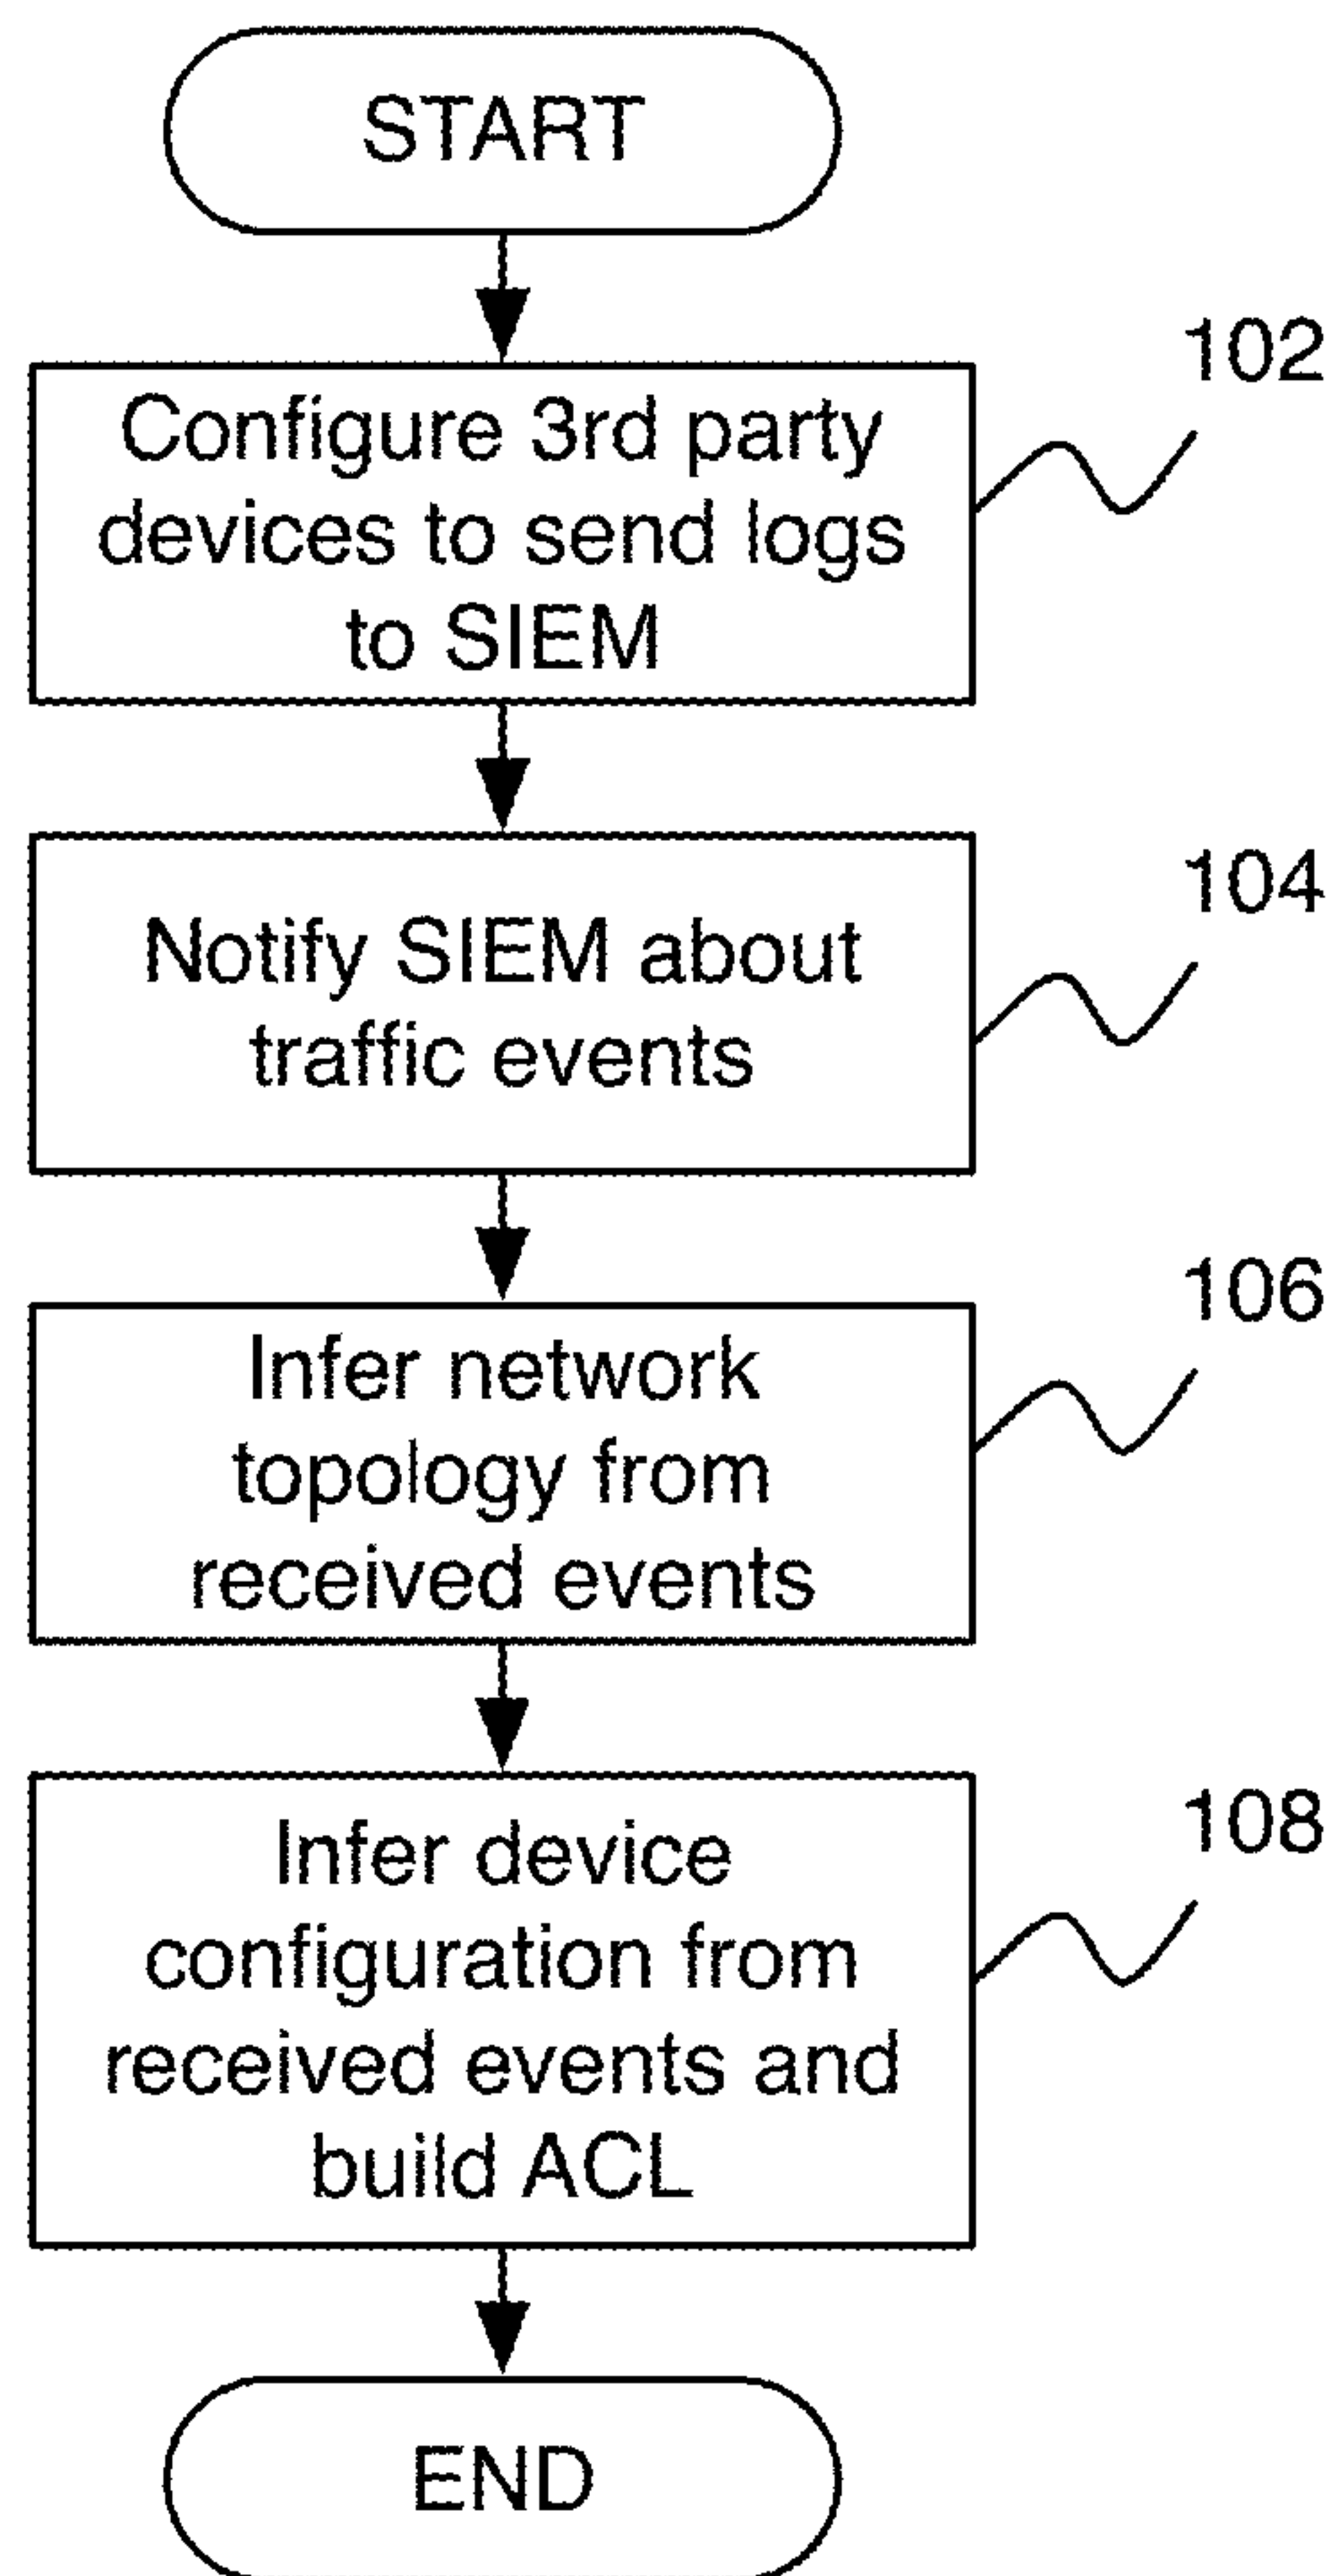 START
102
Configure 3rd party
devices to send logs
to SIEM
104
Notify SIEM about
traffic events
106
Infer network
topology from
received events
108
Infer device
configuration from
received events and
build ACL
END